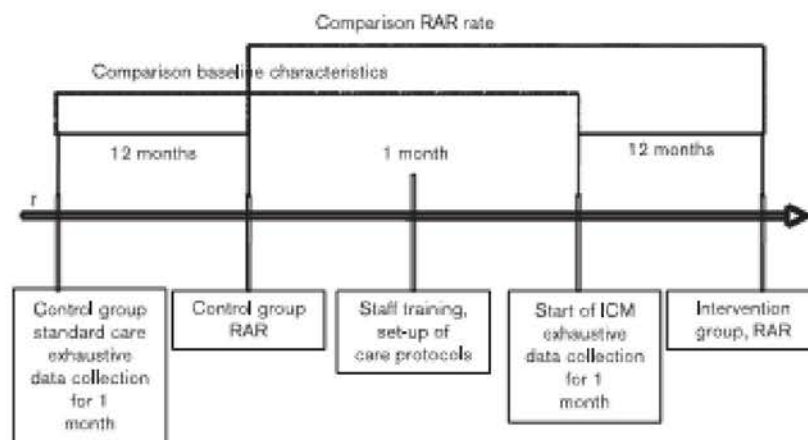 Comparison RAR rate
Comparison baseline characteristics
12 months
1 month
12 months
r
Control group
standard care
exhaustive
data collection
for 1
month
Control group
RAR
Staff training,
set-up of
care protocols
Start of ICM
exhaustive
data collection
for 1
month
Intervention
group, RAR